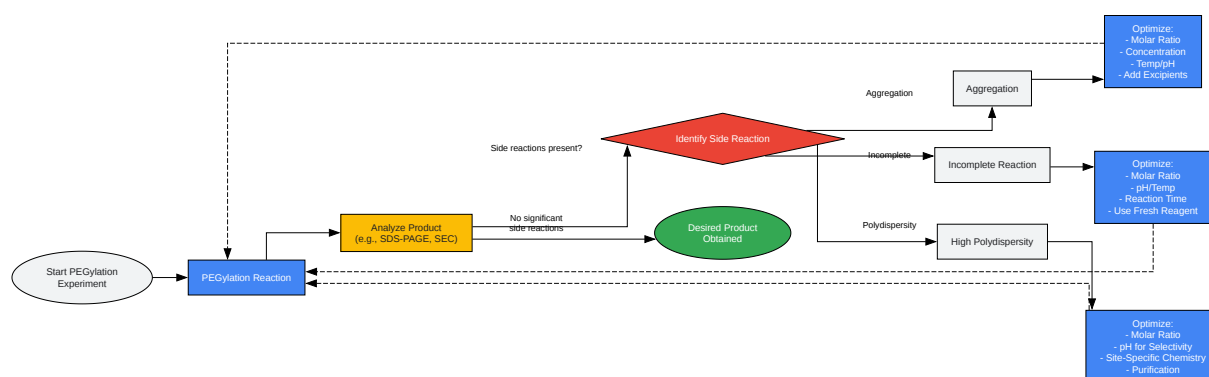 Start PEGylation
Experiment
PEGylation Reaction
Analyze Product
(e.g., SDS-PAGE, SEC)
Side reactions present?
No significant
side reactions
Desired Product
Obtained
Identify Side Reaction
Aggregation
Aggregation
Optimize:
- Molar Ratio
- Concentration
- Temp/pH
- Add Excipients
Incomplete
Incomplete Reaction
Optimize:
- Molar Ratio
- pH/Temp
- Reaction Time
- Use Fresh Reagent
Polydispersity
High Polydispersity
Optimize:
- Molar Ratio
- pH for Selectivity
- Site-Specific Chemistry
- Purification